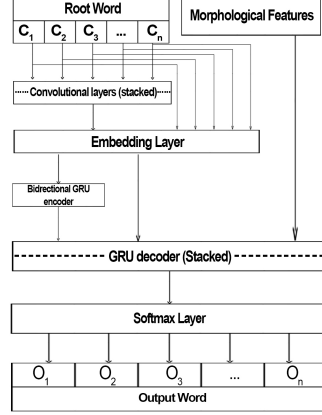 Root Word
Morphological Features
C1 C2 C3 ... Cn
Convolutional layers (stacked)
Embedding Layer
Bidrectional GRU
encoder
GRU decoder (Stacked)
Softmax Layer
O1 O2 O3 ... On
Output Word